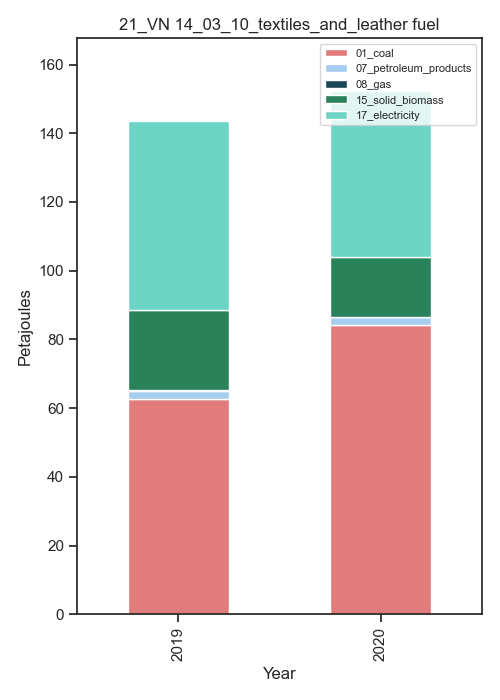 21_VN 14_03_10_textiles_and_leather fuel
01_coal
07_petroleum_products
08_gas
15_solid_biomass
17_electricity
160
140
120
100
80
60
40
20
0
Petajoules
2019
2020
Year